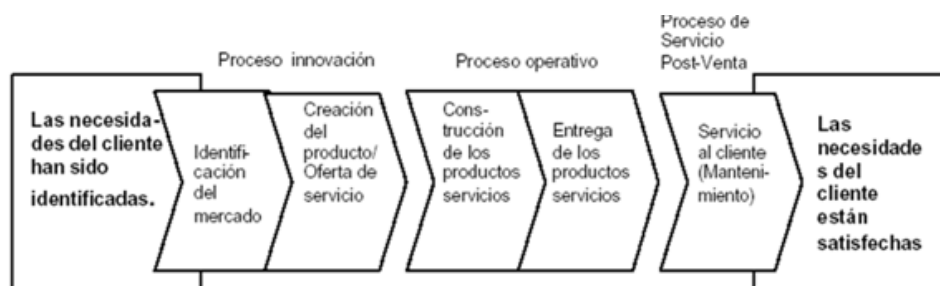 Proceso innovación
Proceso operativo
Proceso de
Servicio
Post-Venta
Las necesida-
des del cliente
han sido
identificadas.
Identifi-
cación
del
mercado
Creación
del
producto/
Oferta de
servicio
Cons-
trucción
de los
productos
servicios
Entrega
de los
productos
servicios
Servicio
al cliente
(Manteni-
miento)
Las
necesidade
s del
cliente
están
satisfechas